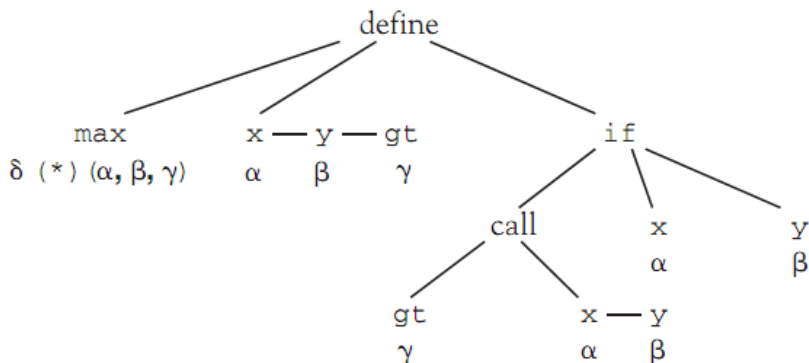 define
max x y gt if
δ (*) (α, β, γ) α β γ
call x y
α β
gt x y
γ α β